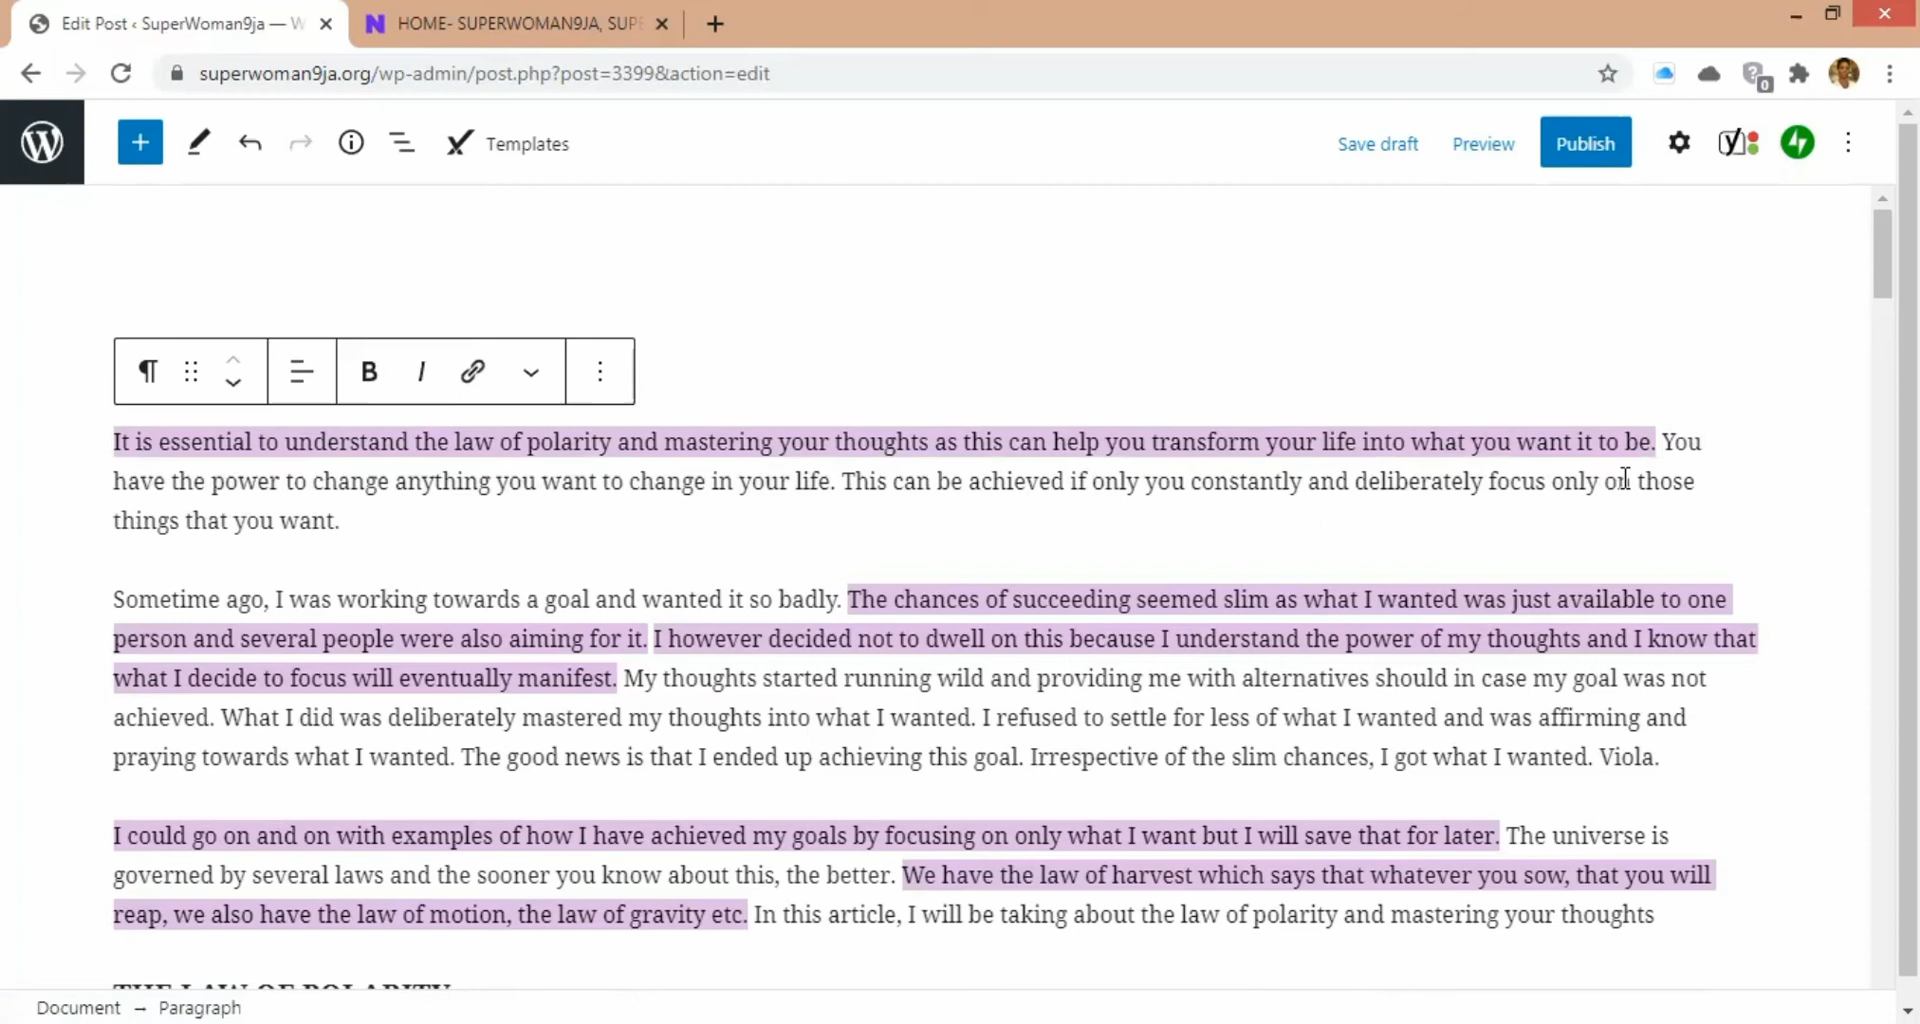 Edit Post ‹ SuperWoman9ja — W
HOME- SUPERWOMAN9JA, SUPE
superwoman9ja.org/wp-admin/post.php?post=3399&action=edit
0
Templates
Save draft
Preview
Publish
B I
It is essential to understand the law of polarity and mastering your thoughts as this can help you transform your life into what you want it to be. You
have the power to change anything you want to change in your life. This can be achieved if only you constantly and deliberately focus only on those
things that you want.
Sometime ago, I was working towards a goal and wanted it so badly. The chances of succeeding seemed slim as what I wanted was just available to one
person and several people were also aiming for it. I however decided not to dwell on this because I understand the power of my thoughts and I know that
what I decide to focus will eventually manifest. My thoughts started running wild and providing me with alternatives should in case my goal was not
achieved. What I did was deliberately mastered my thoughts into what I wanted. I refused to settle for less of what I wanted and was affirming and
praying towards what I wanted. The good news is that I ended up achieving this goal. Irrespective of the slim chances, I got what I wanted. Viola.
I could go on and on with examples of how I have achieved my goals by focusing on only what I want but I will save that for later. The universe is
governed by several laws and the sooner you know about this, the better. We have the law of harvest which says that whatever you sow, that you will
reap, we also have the law of motion, the law of gravity etc. In this article, I will be taking about the law of polarity and mastering your thoughts
THE LAW OF POLARITY
Document → Paragraph